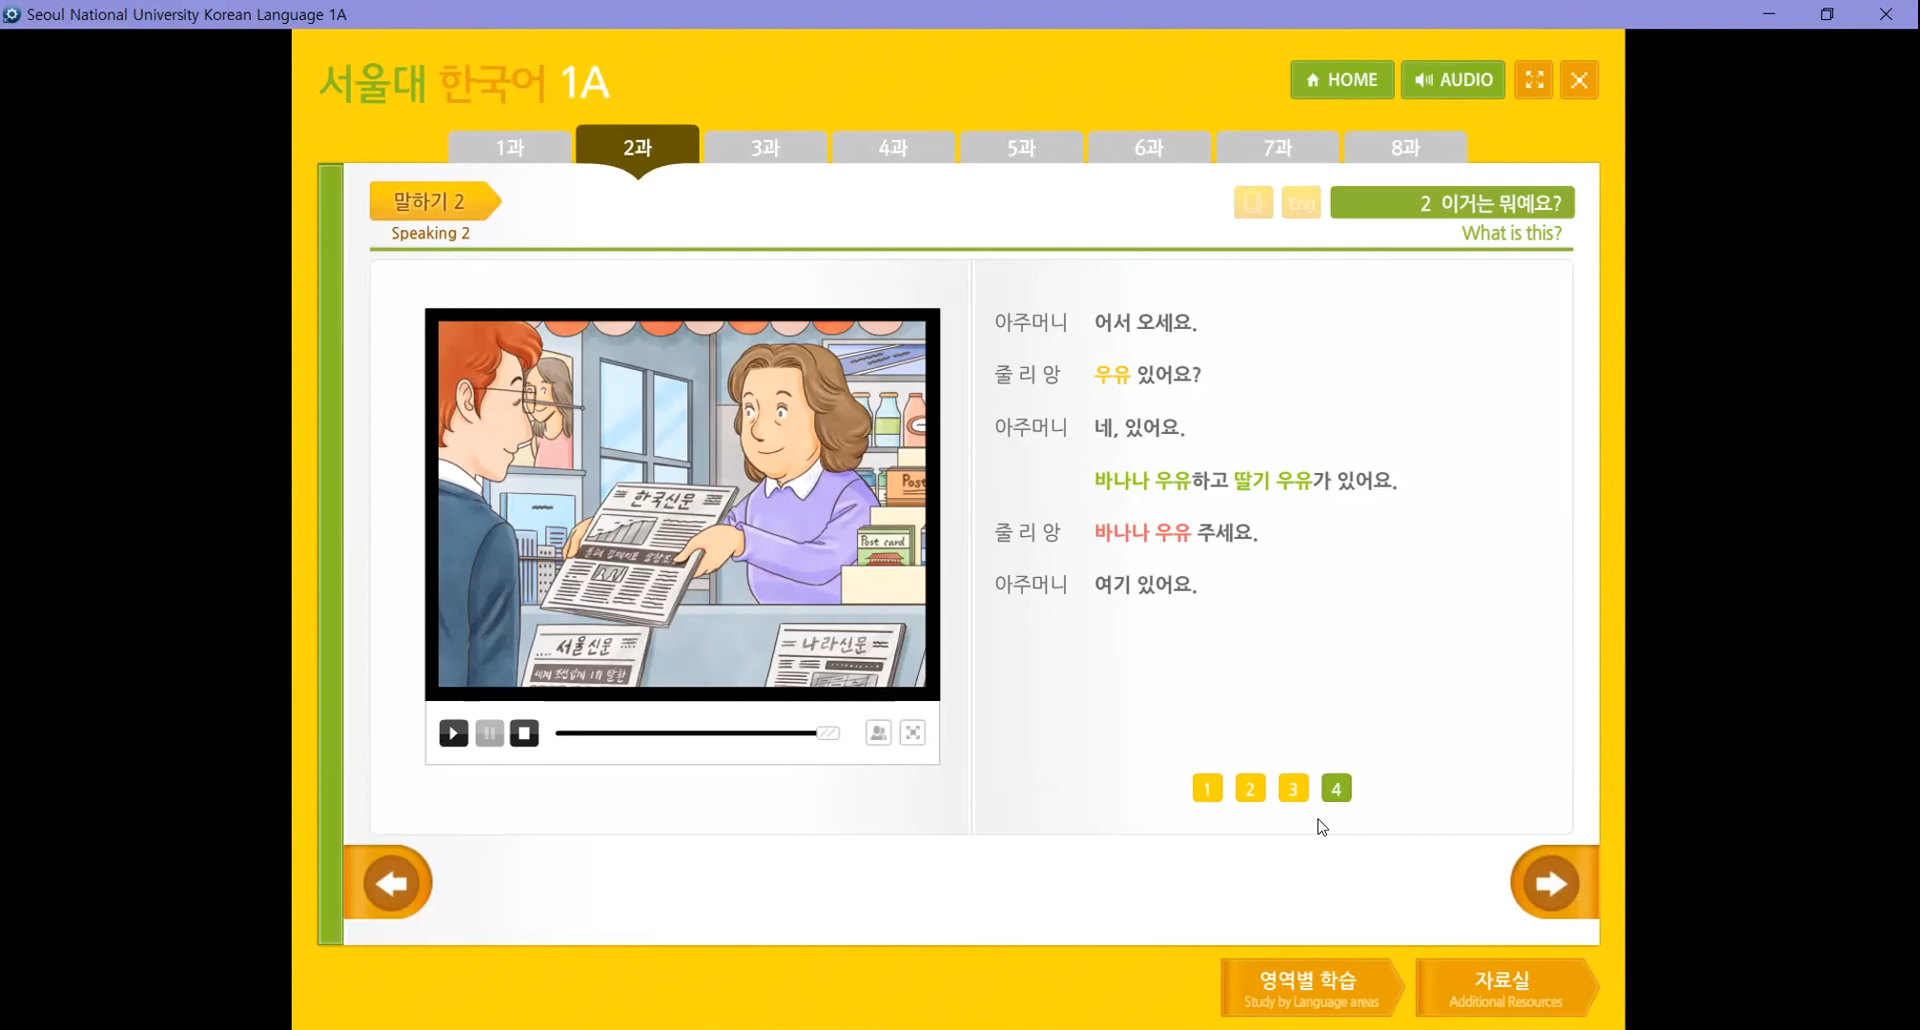 Seoul National University Korean Language 1A
서울대 한국어 1A
HOME
AUDIO
1과 2과 3과 4과 5과 6과 7과 8과
말하기 2
Speaking 2
Eng
2 이거는 뭐예요?
What is this?
한국신문
Post
Post card
서울신문
나라신문
아주머니 어서 오세요.
줄리앙 우유 있어요?
아주머니 네, 있어요.
바나나 우유하고 딸기 우유가 있어요.
줄리앙 바나나 우유 주세요.
아주머니 여기 있어요.
1 2 3 4
영역별 학습
Study by Language areas
자료실
Additional Resources